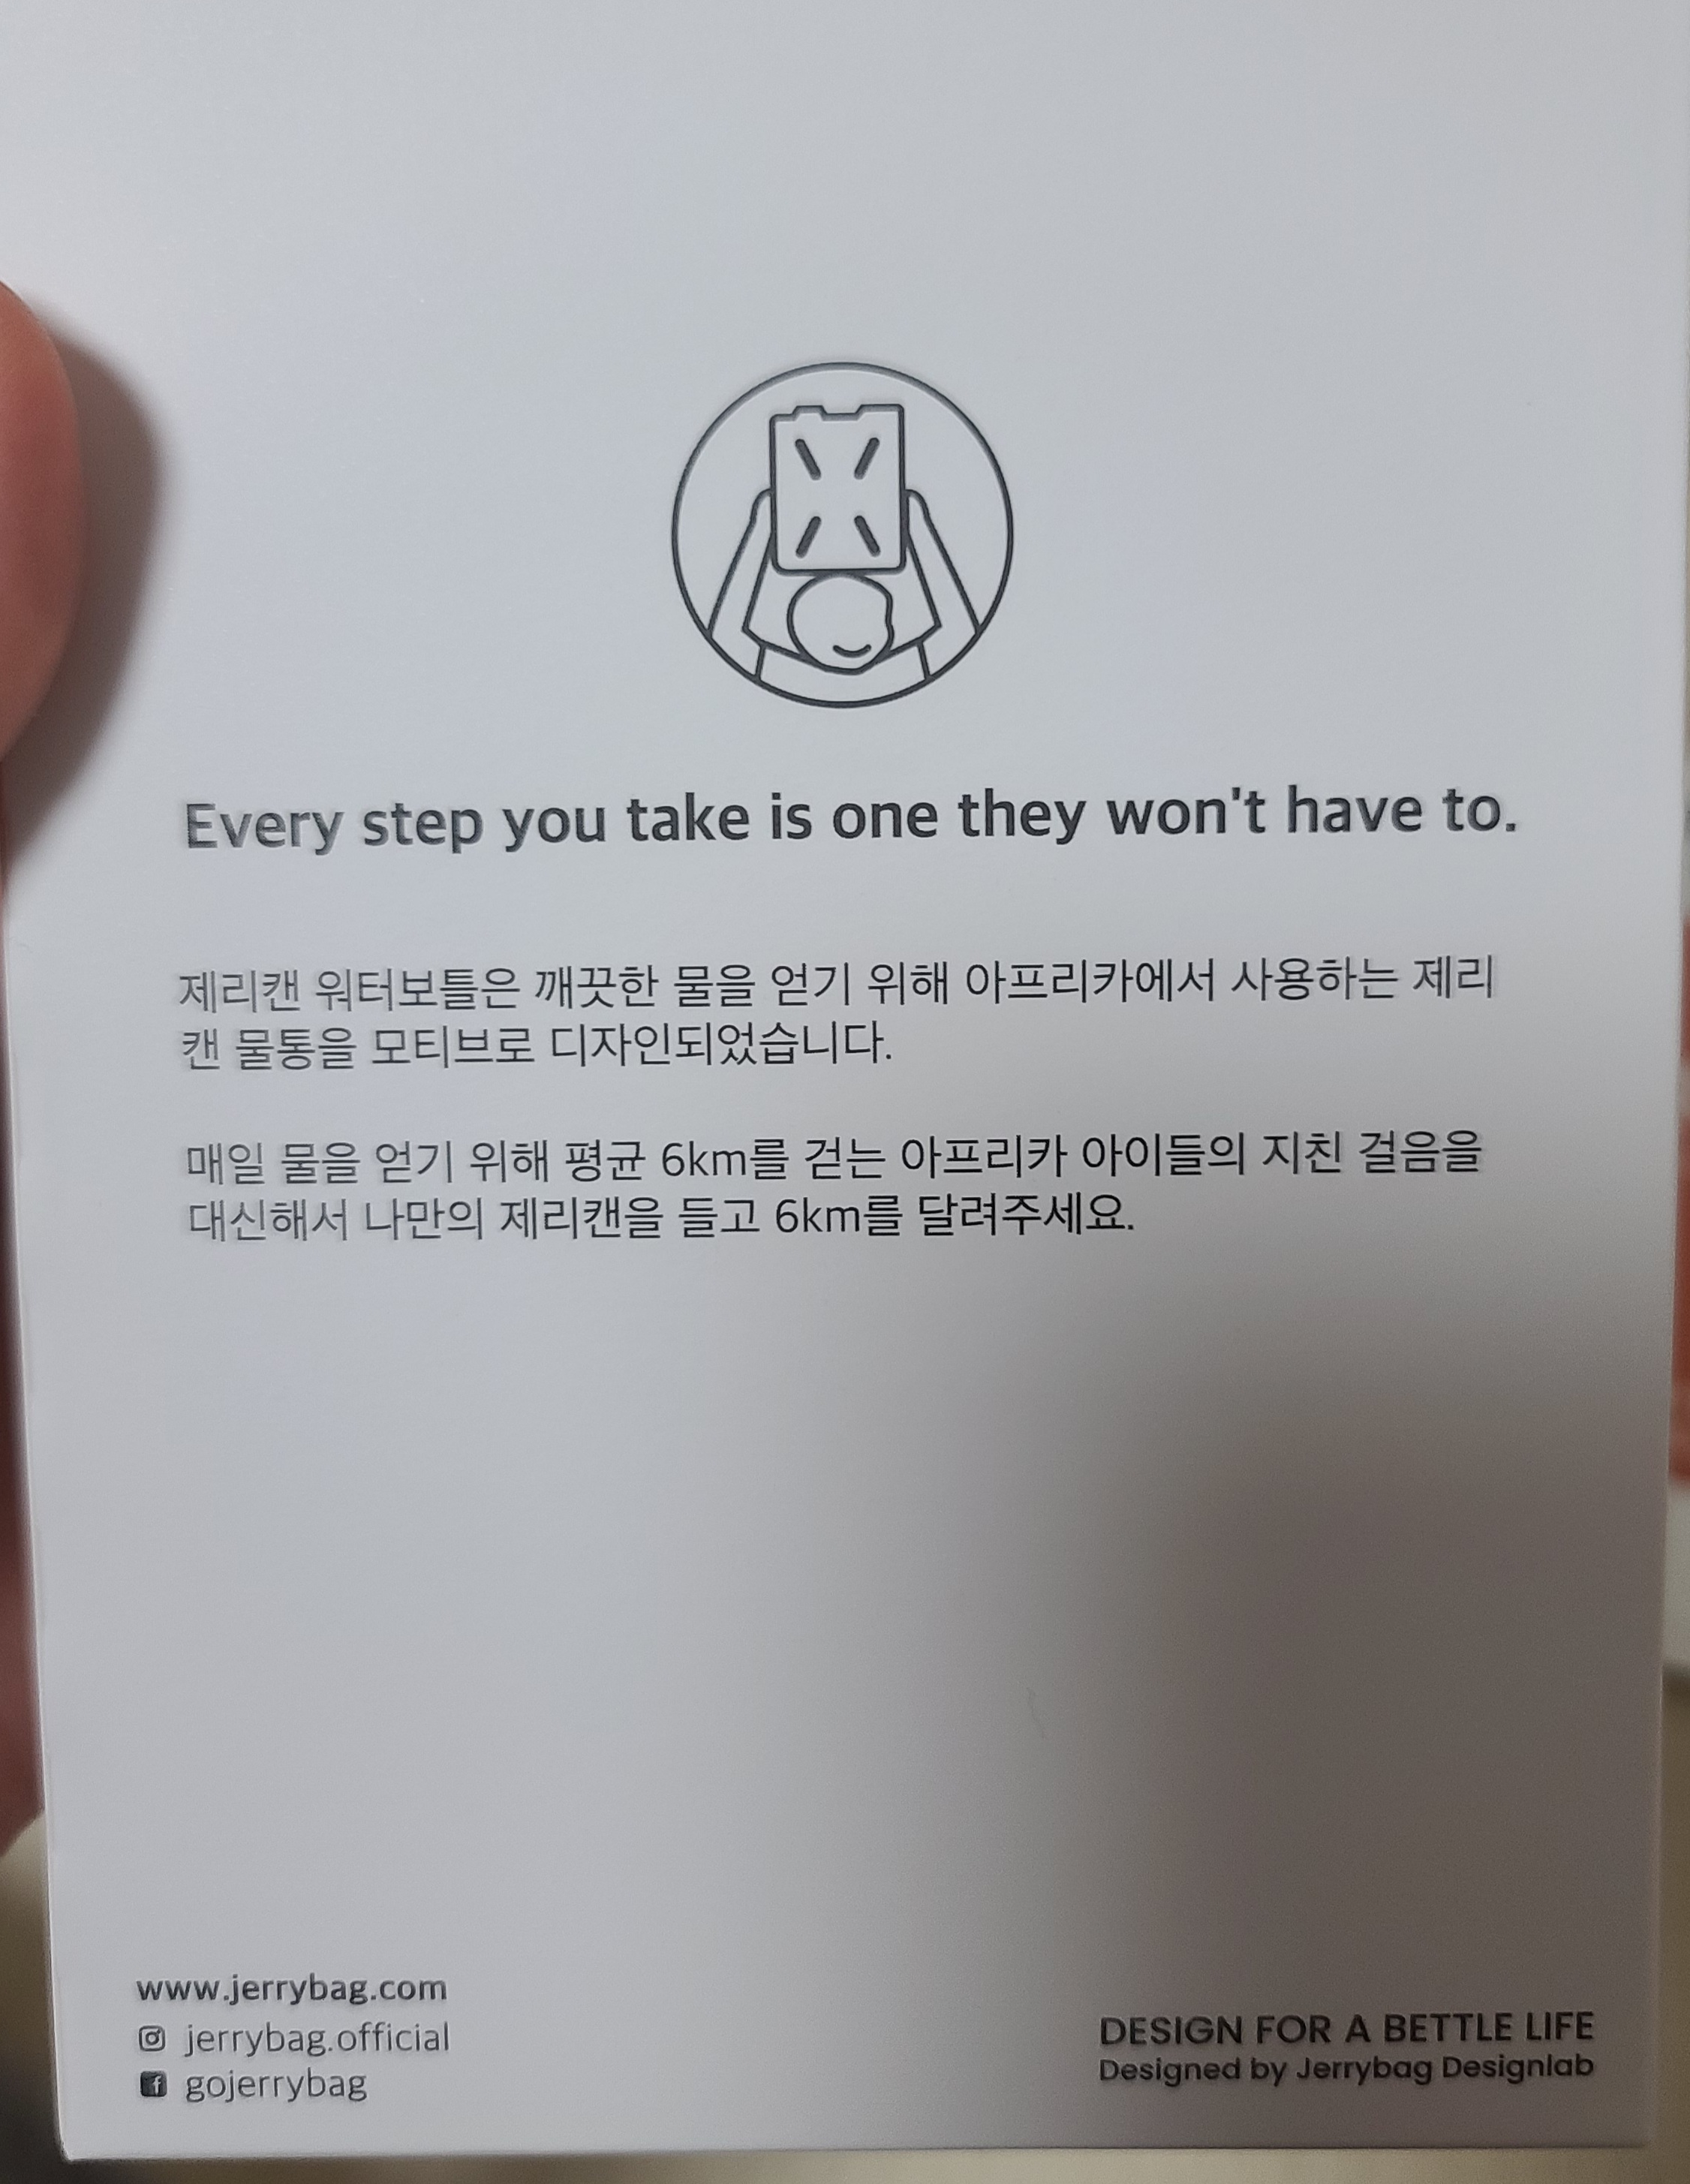 Every step you take is one they won't have to.
제리캔 워터보틀은 깨끗한 물을 얻기 위해 아프리카에서 사용하는 제리
캔 물통을 모티브로 디자인되었습니다.
매일 물을 얻기 위해 평균 6km를 걷는 아프리카 아이들의 지친 걸음을
대신해서 나만의 제리캔을 들고 6km를 달려주세요.
www.jerrybag.com
jerrybag.official
gojerrybag
DESIGN FOR A BETTLE LIFE
Designed by Jerrybag Designlab